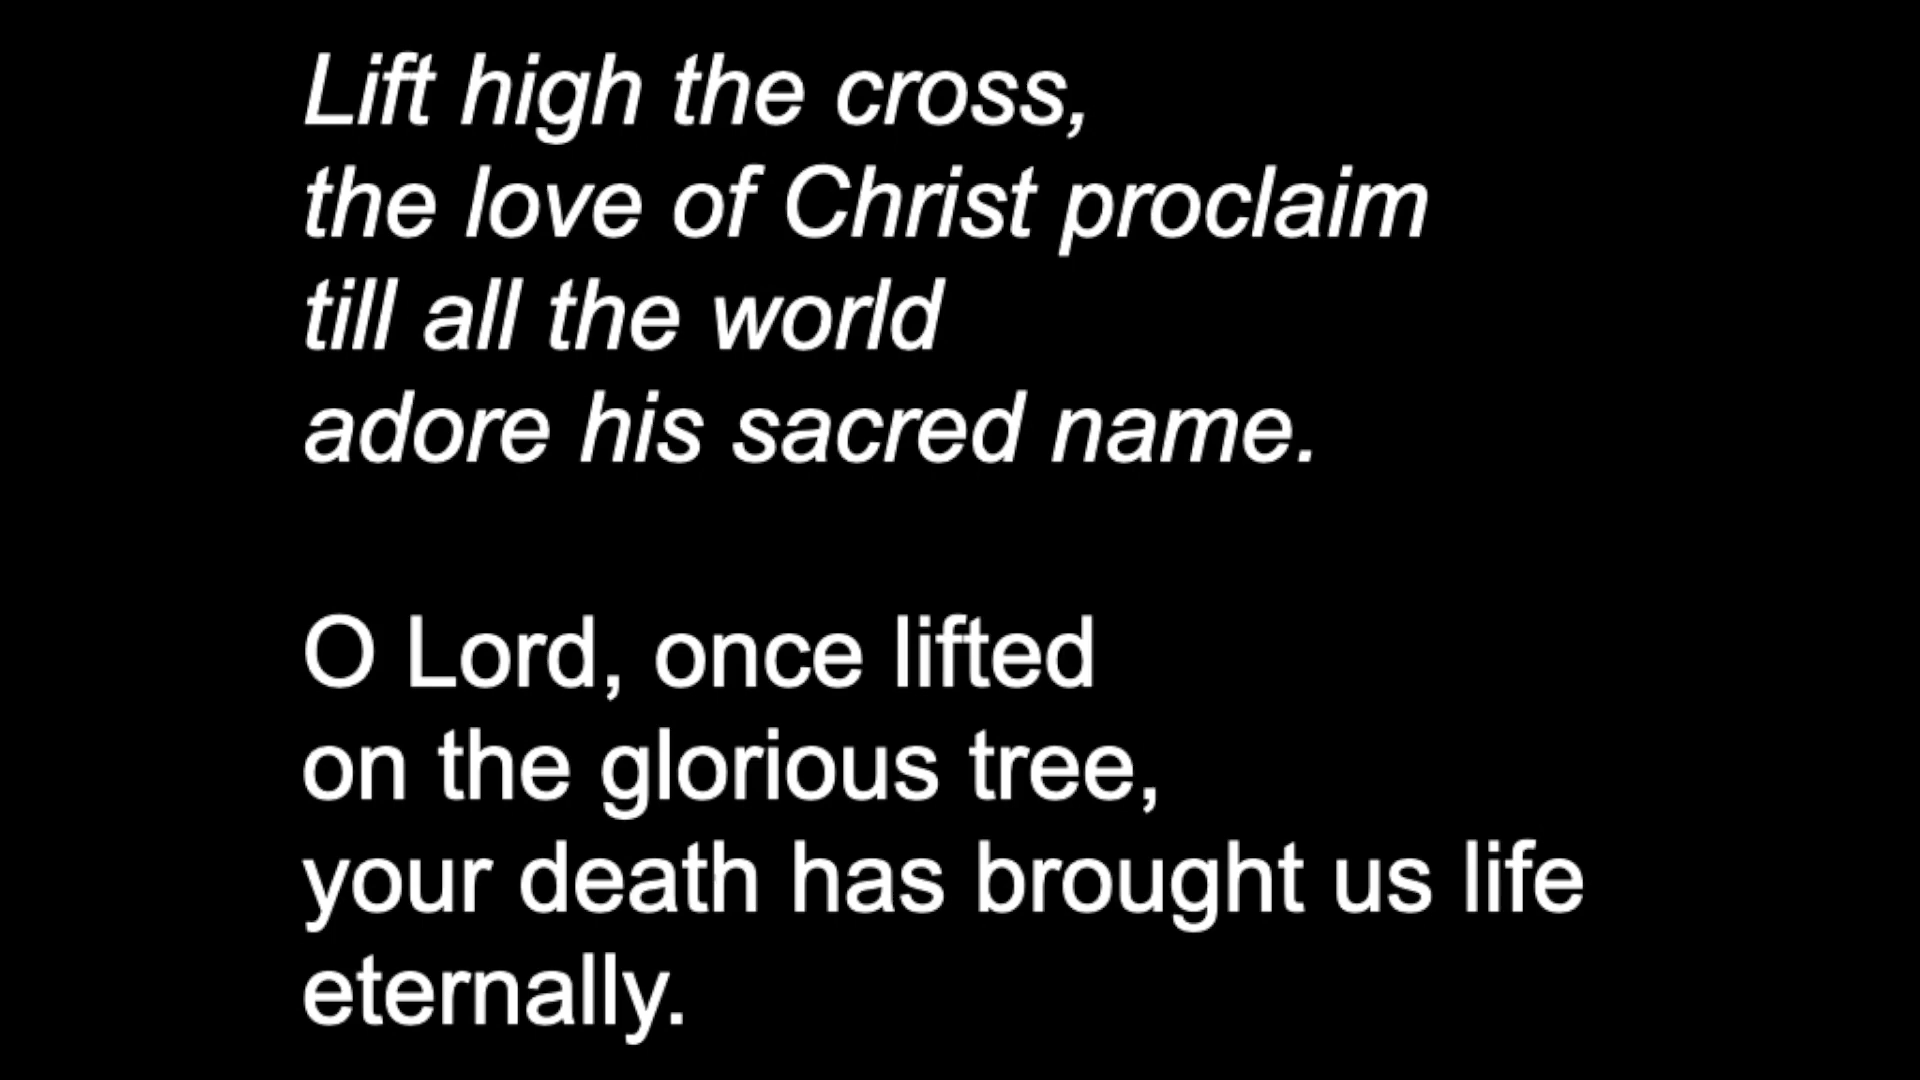 Lift high the cross,
the love of Christ proclaim
till all the world
adore his sacred name.
O Lord, once lifted
on the glorious tree,
your death has brought us life
eternally.